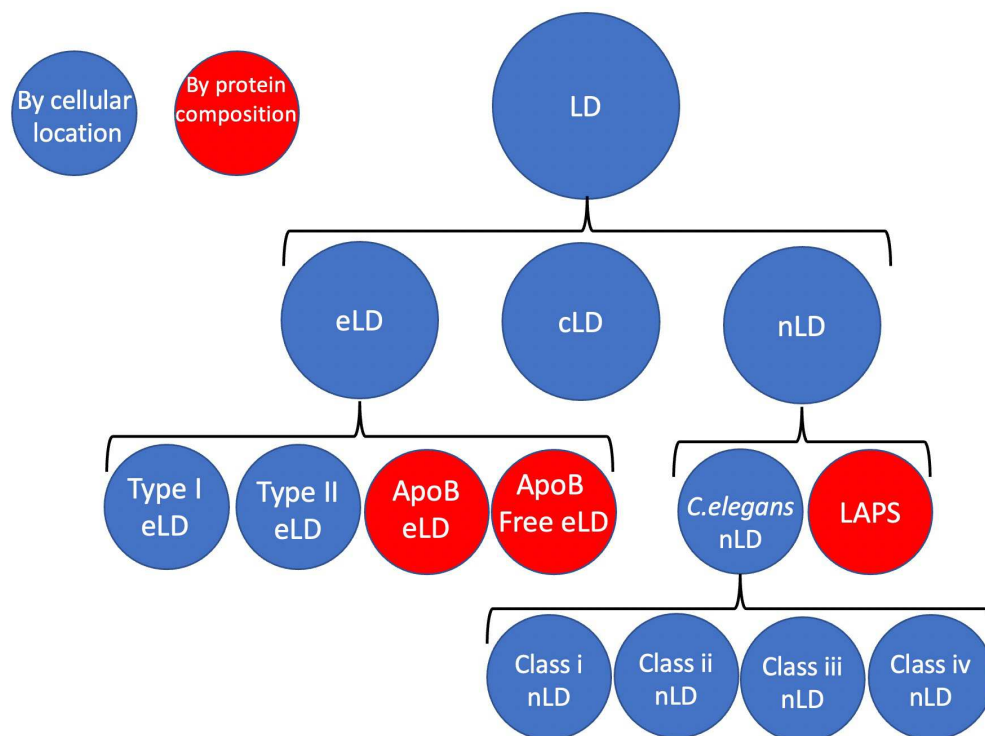 By cellular
location
By protein
composition
LD
eLD
cLD
nLD
Type I
eLD
Type II
eLD
ApoB
eLD
ApoB
Free eLD
C.elegans
nLD
LAPS
Class i
nLD
Class ii
nLD
Class iii
nLD
Class iv
nLD